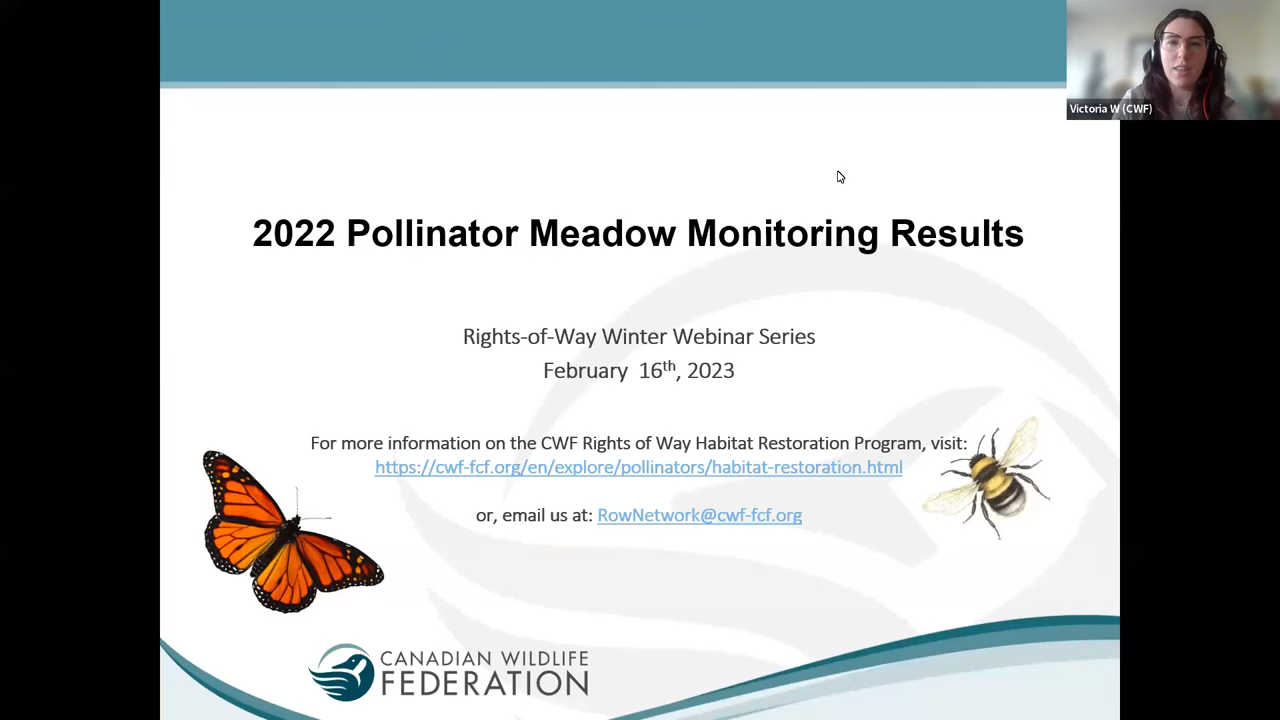 Victoria W (CWF)
2022 Pollinator Meadow Monitoring Results
Rights-of-Way Winter Webinar Series
February 16th, 2023
For more information on the CWF Rights of Way Habitat Restoration Program, visit:
https://cwf-fcf.org/en/explore/pollinators/habitat-restoration.html
or, email us at: RowNetwork@cwf-fcf.org
CANADIAN WILDLIFE
FEDERATION